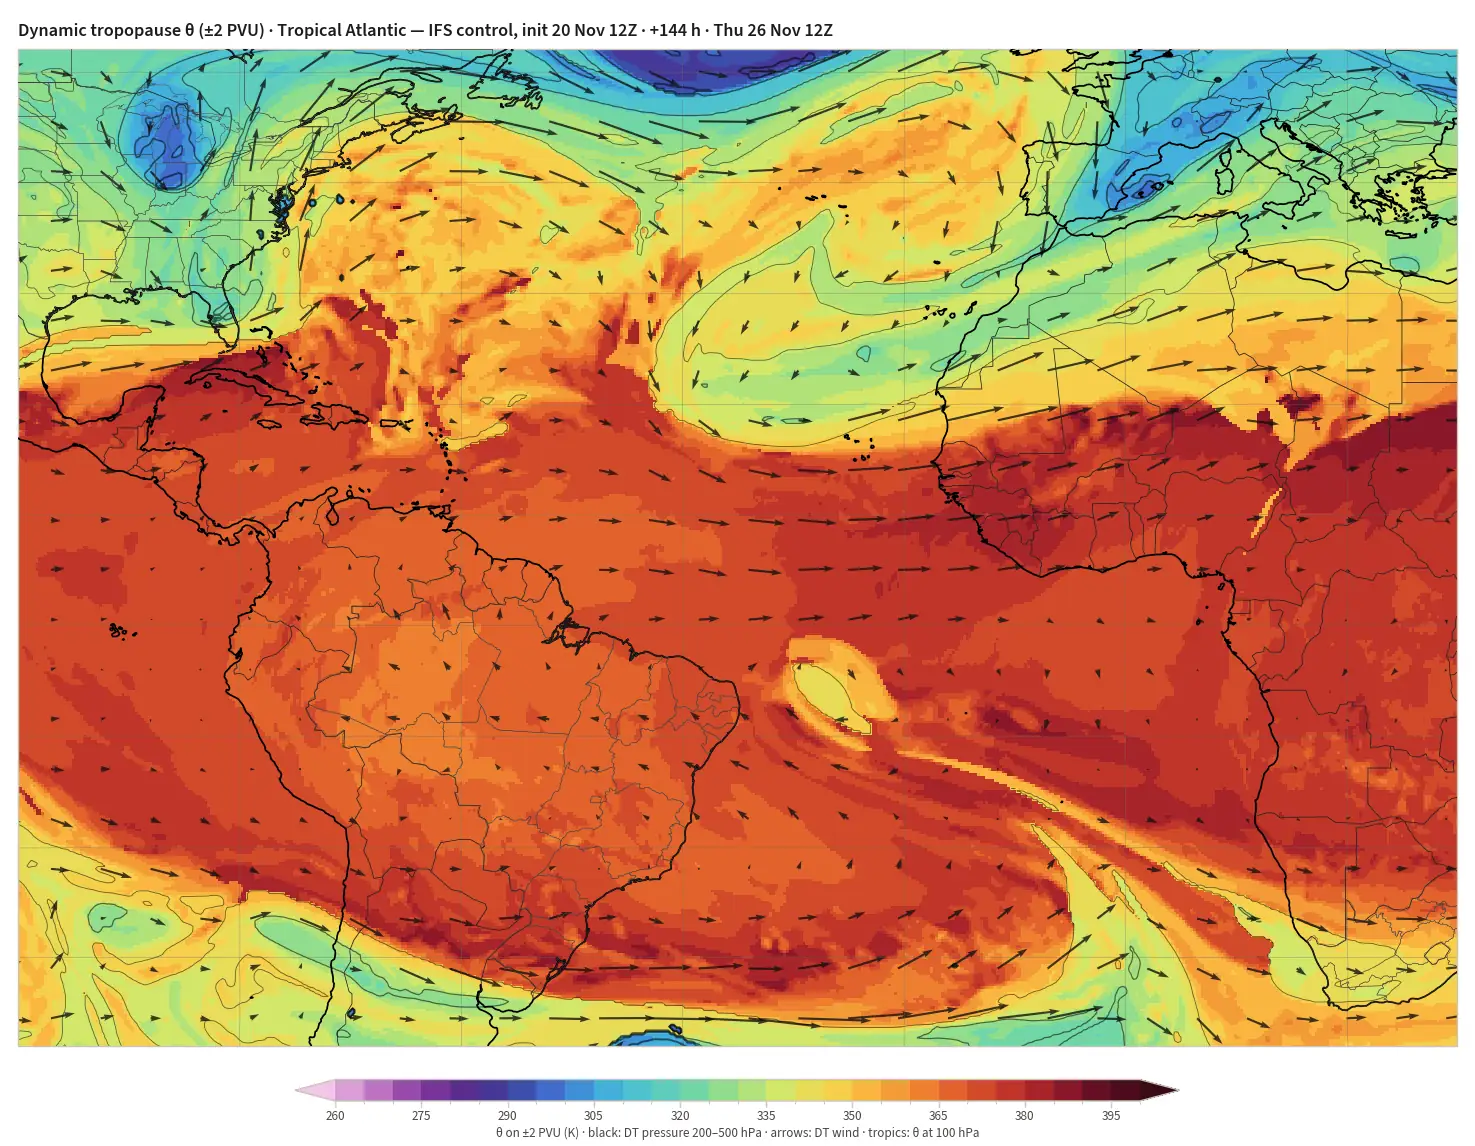 Dynamic tropopause θ (±2 PVU) · Tropical Atlantic — IFS control, init 20 Nov 12Z · +144 h · Thu 26 Nov 12Z
260 275 290 305 320 335 350 365 380 395
θ on ±2 PVU (K) · black: DT pressure 200–500 hPa · arrows: DT wind · tropics: θ at 100 hPa